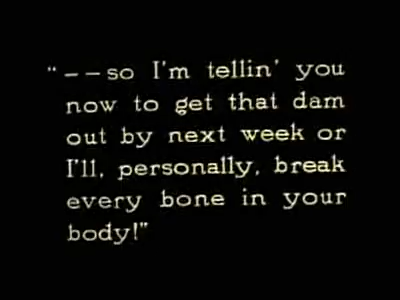 "--so I'm tellin' you
now to get that dam
out by next week or
I'll, personally, break
every bone in your
body!"